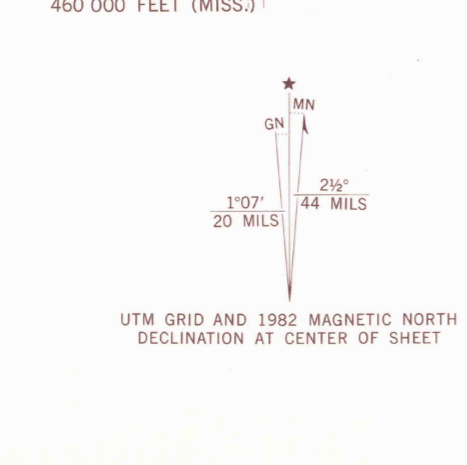 460 000 FEET (MISS.)
★
MN
GN
2½°
44 MILS
1°07′
20 MILS
UTM GRID AND 1982 MAGNETIC NORTH
DECLINATION AT CENTER OF SHEET